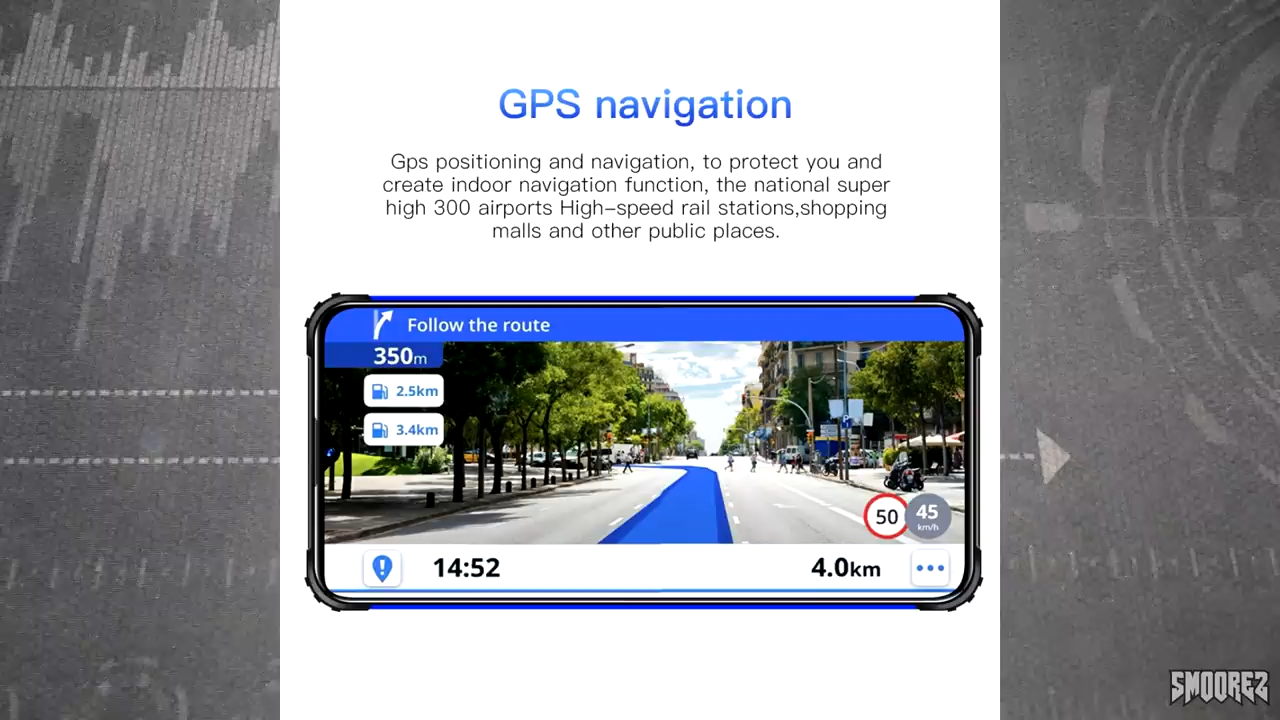 GPS navigation
Gps positioning and navigation, to protect you and
create indoor navigation function, the national super
high 300 airports High-speed rail stations,shopping
malls and other public places.
Follow the route
350m
2.5km
3.4km
50
45
km/h
14:52
4.0km
SMOOREZ